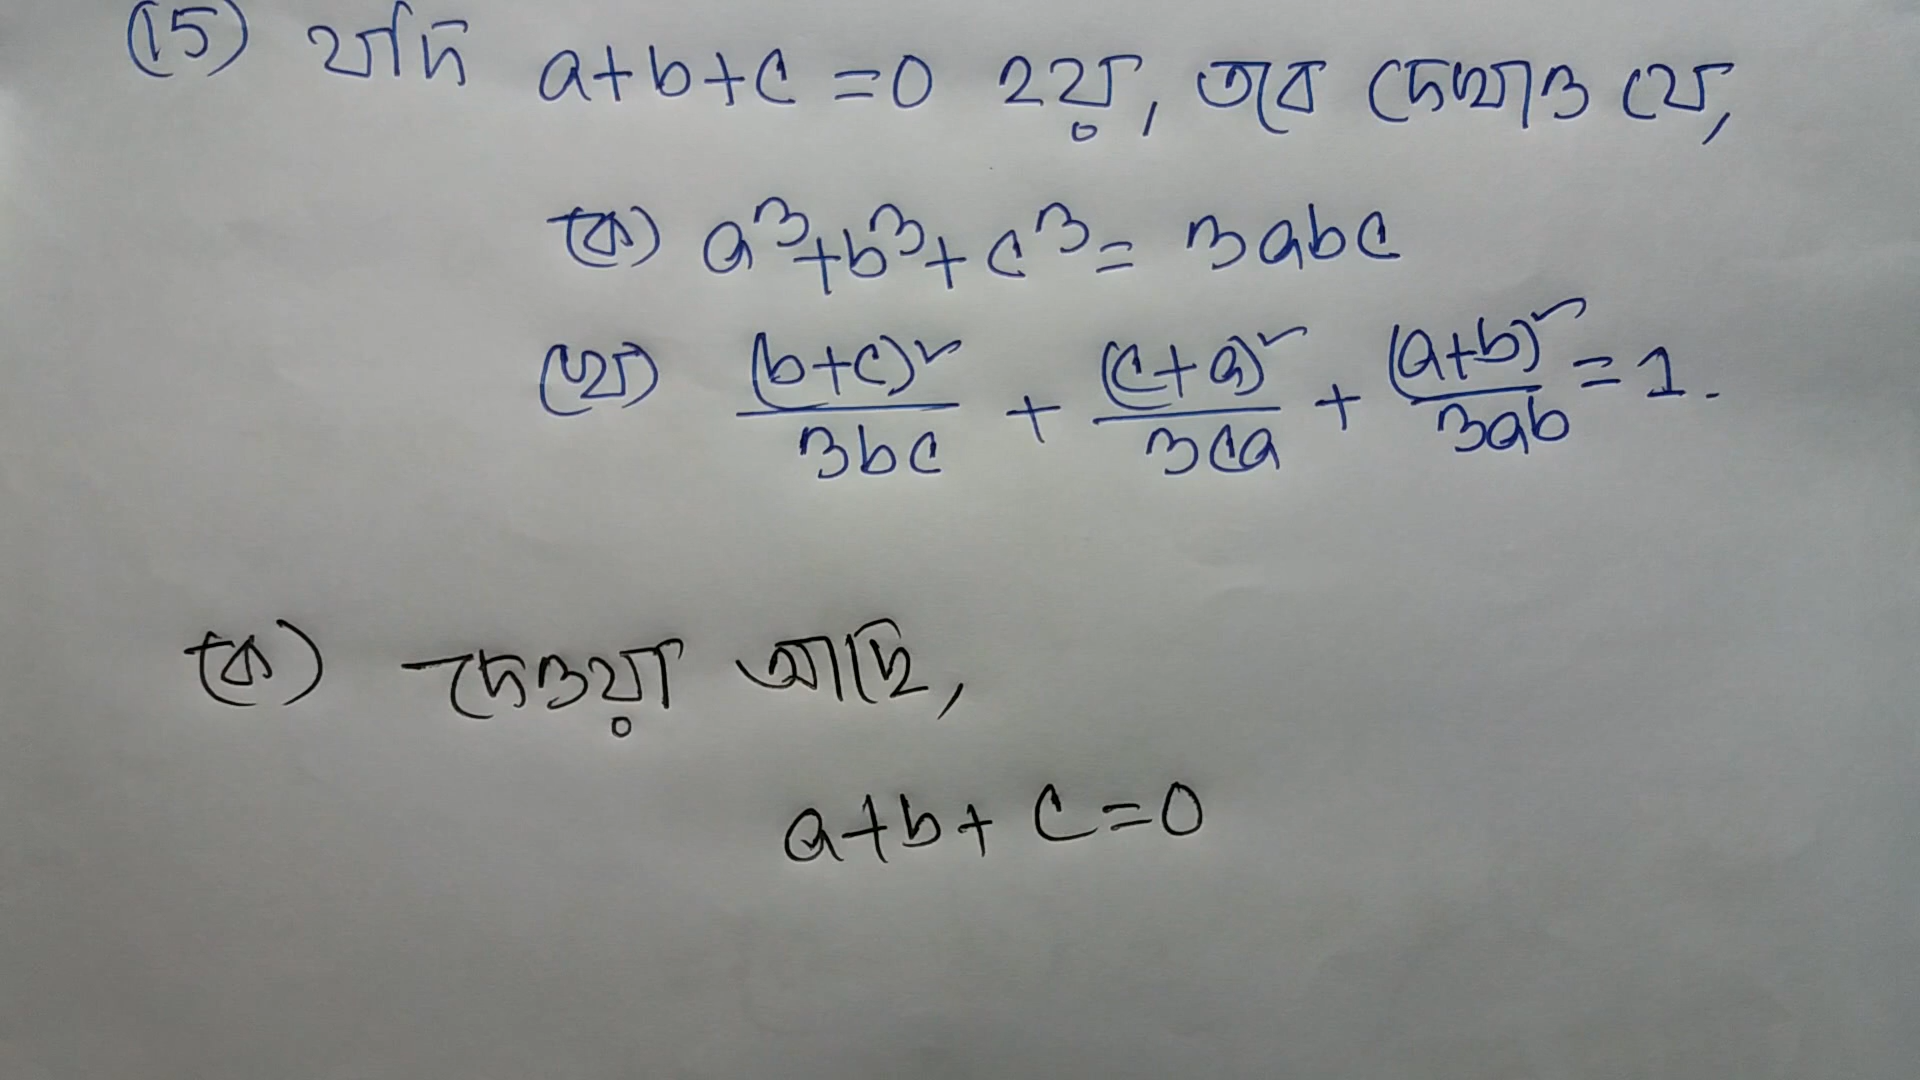 (15) যদি a+b+c=0 হয়, তবে দেখাও যে,
(ক) a³+b³+c³= 3abc
(খ) (b+c)²/3bc + (c+a)²/3ca + (a+b)²/3ab = 1.
ক) দেওয়া আছে,
a+b+c=0